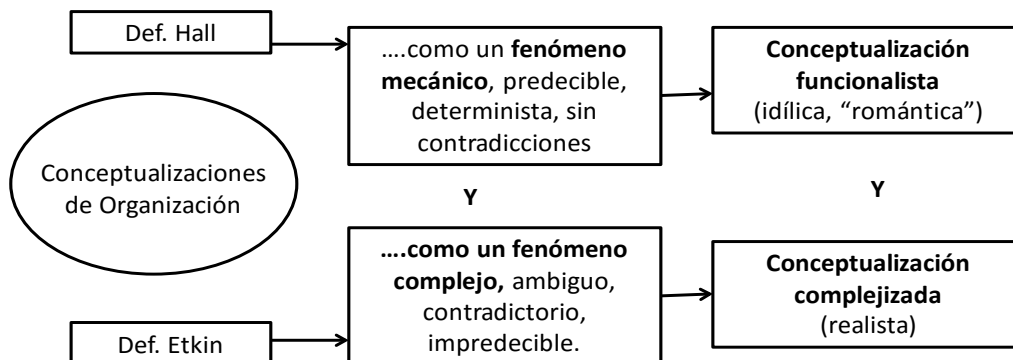 Def. Hall
....como un fenómeno
mecánico, predecible,
determinista, sin
contradicciones
Conceptualización
funcionalista
(idílica, “romántica”)
Conceptualizaciones
de Organización
Y
Y
....como un fenómeno
complejo, ambiguo,
contradictorio,
impredecible.
Conceptualización
complejizada
(realista)
Def. Etkin